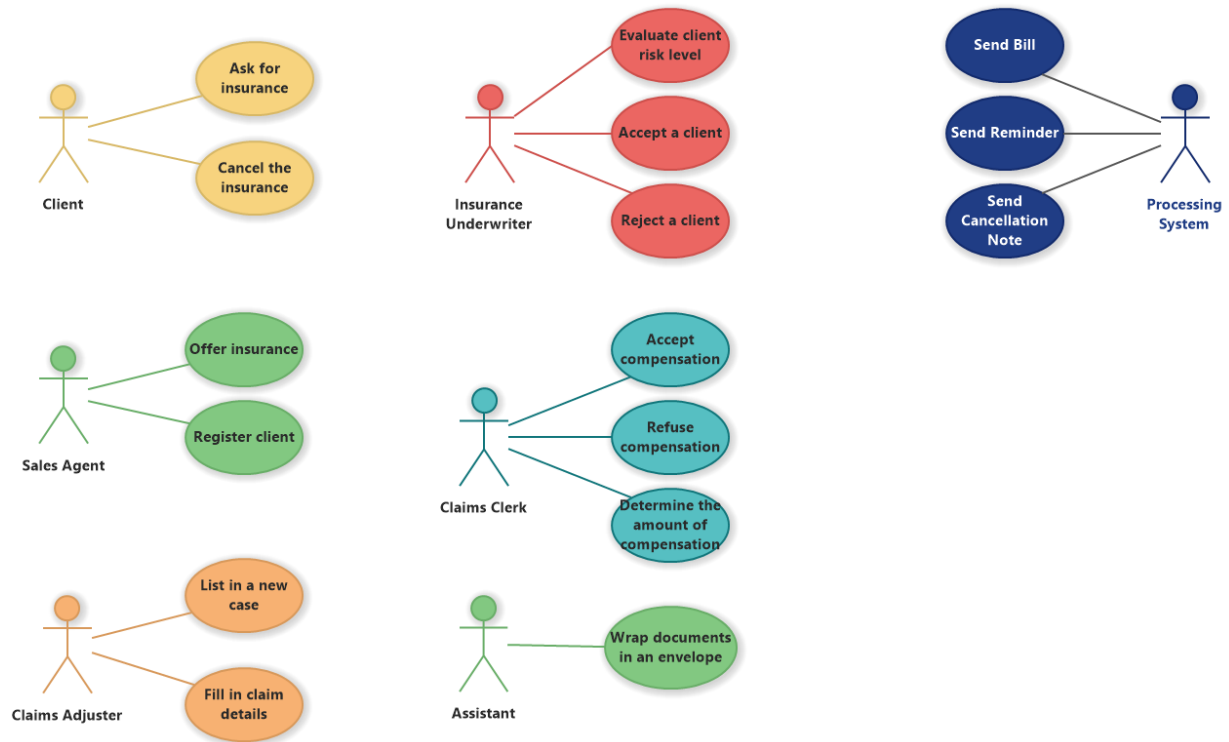 Ask for
insurance
Cancel the
insurance
Client
Evaluate client
risk level
Accept a client
Reject a client
Insurance
Underwriter
Send Bill
Send Reminder
Send
Cancellation
Note
Processing
System
Offer insurance
Register client
Sales Agent
Accept
compensation
Refuse
compensation
Determine the
amount of
compensation
Claims Clerk
List in a new
case
Fill in claim
details
Claims Adjuster
Wrap documents
in an envelope
Assistant